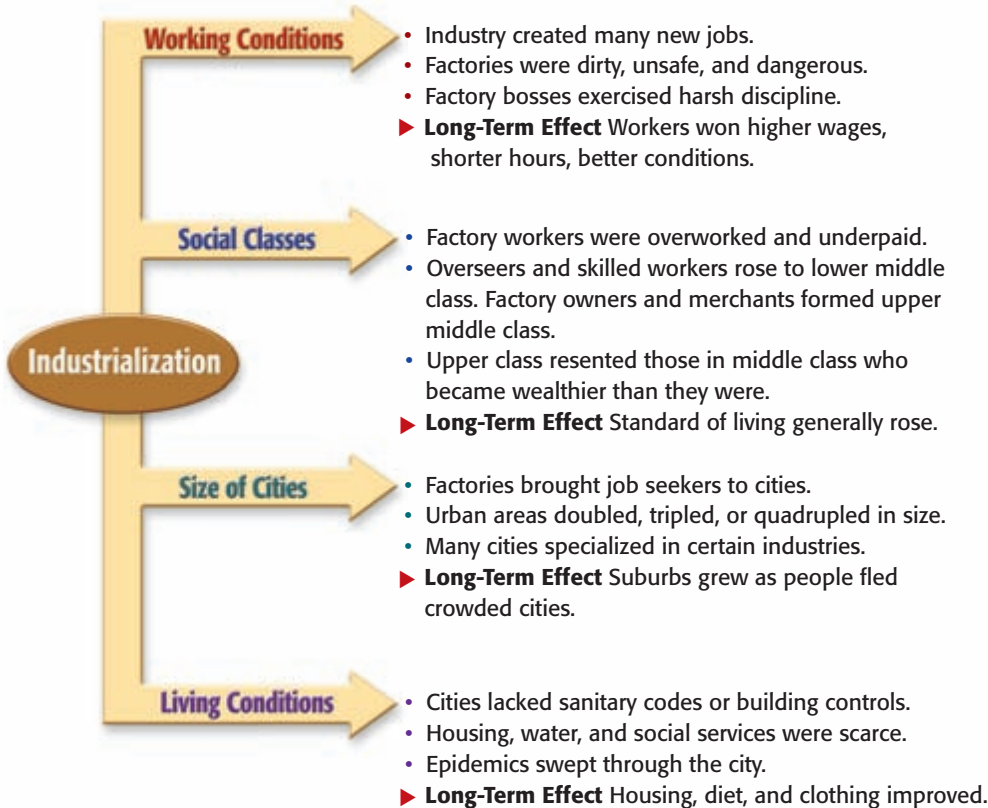 Working Conditions
• Industry created many new jobs.
• Factories were dirty, unsafe, and dangerous.
• Factory bosses exercised harsh discipline.
▶ Long-Term Effect Workers won higher wages,
shorter hours, better conditions.
Social Classes
• Factory workers were overworked and underpaid.
• Overseers and skilled workers rose to lower middle
class. Factory owners and merchants formed upper
middle class.
• Upper class resented those in middle class who
became wealthier than they were.
▶ Long-Term Effect Standard of living generally rose.
Industrialization
Size of Cities
• Factories brought job seekers to cities.
• Urban areas doubled, tripled, or quadrupled in size.
• Many cities specialized in certain industries.
▶ Long-Term Effect Suburbs grew as people fled
crowded cities.
Living Conditions
• Cities lacked sanitary codes or building controls.
• Housing, water, and social services were scarce.
• Epidemics swept through the city.
▶ Long-Term Effect Housing, diet, and clothing improved.